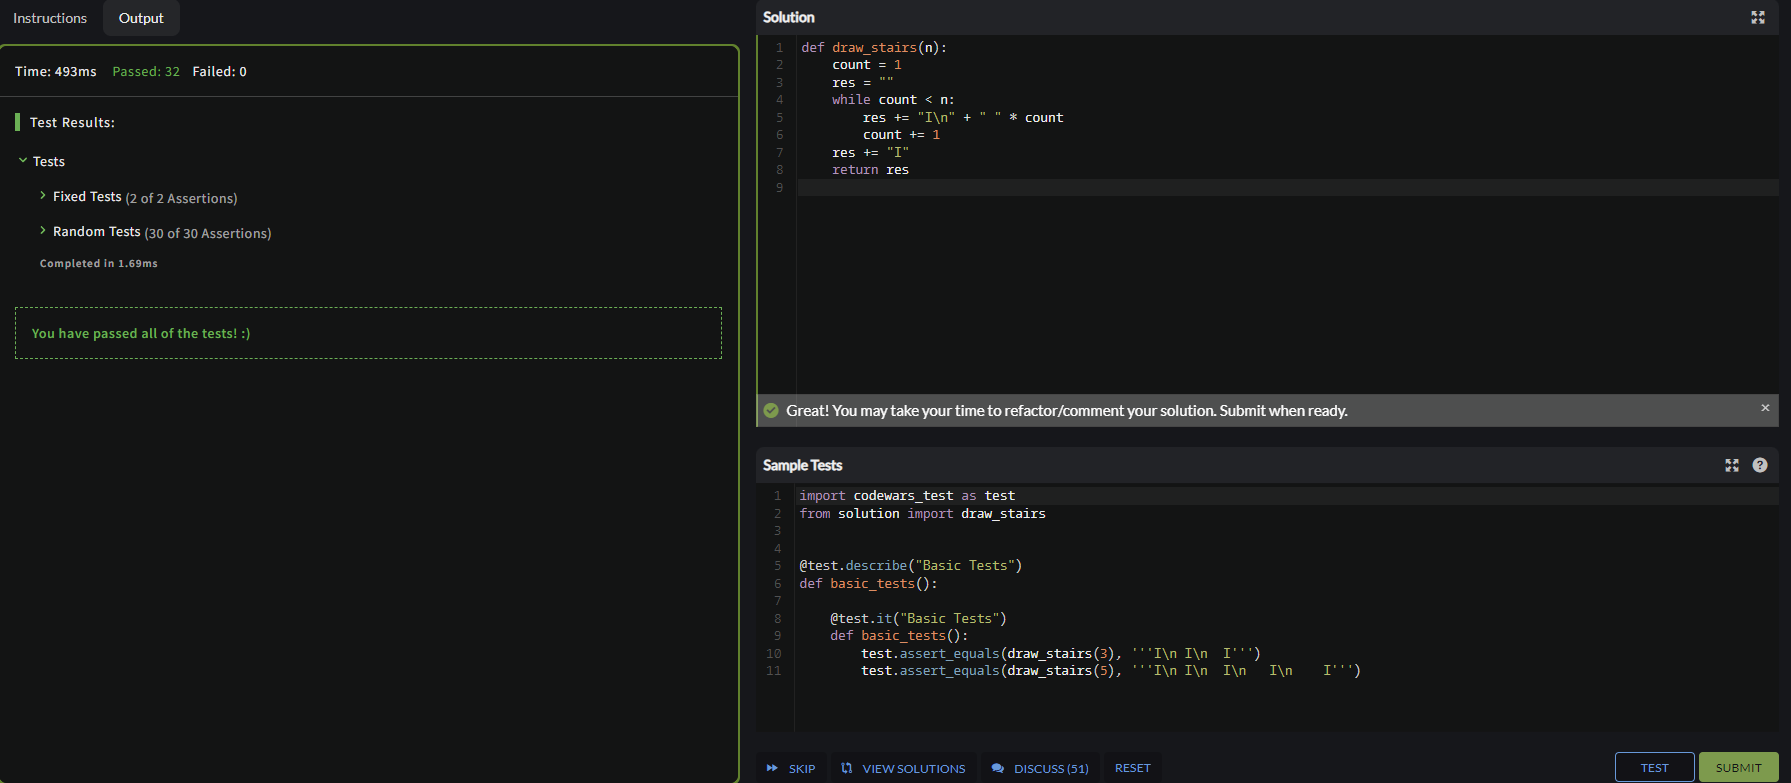 Instructions
Output
Time: 493ms Passed: 32 Failed: 0
Test Results:
Tests
Fixed Tests (2 of 2 Assertions)
Random Tests (30 of 30 Assertions)
Completed in 1.69ms
You have passed all of the tests! :)
Solution
1 def draw_stairs(n):
2     count = 1
3     res = ""
4     while count < n:
5         res += "I\n" + " " * count
6         count += 1
7     res += "I"
8     return res
9
Great! You may take your time to refactor/comment your solution. Submit when ready.
×
Sample Tests
?
1 import codewars_test as test
2 from solution import draw_stairs
3
4
5 @test.describe("Basic Tests")
6 def basic_tests():
7
8     @test.it("Basic Tests")
9     def basic_tests():
10         test.assert_equals(draw_stairs(3), '''I\n I\n  I''')
11         test.assert_equals(draw_stairs(5), '''I\n I\n  I\n   I\n    I''')
SKIP
VIEW SOLUTIONS
DISCUSS (51)
RESET
TEST
SUBMIT